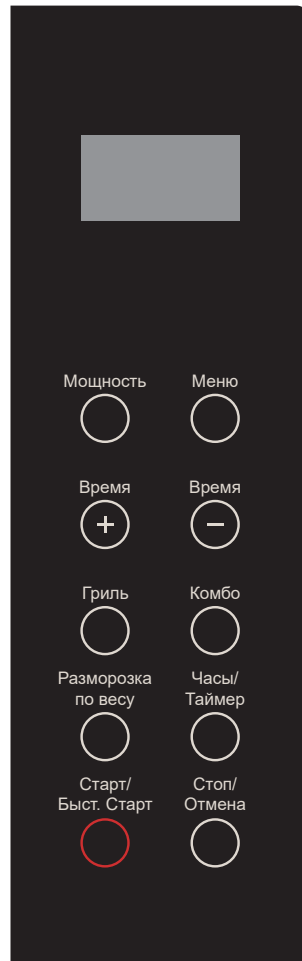 Мощность Меню
Время Время
+ −
Гриль Комбо
Разморозка
по весу
Часы/
Таймер
Старт/
Быст. Старт
Стоп/
Отмена